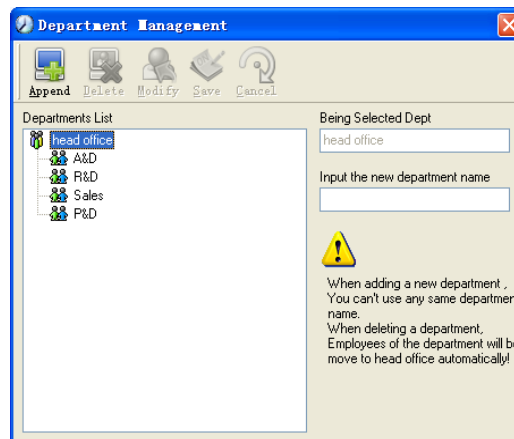 Department Management
Append Delete Modify Save Cancel
Departments List
head office
A&D
R&D
Sales
P&D
Being Selected Dept
head office
Input the new department name
When adding a new department ,
You can't use any same departmen
name.
When deleting a department,
Employees of the department will b
move to head office automatically!